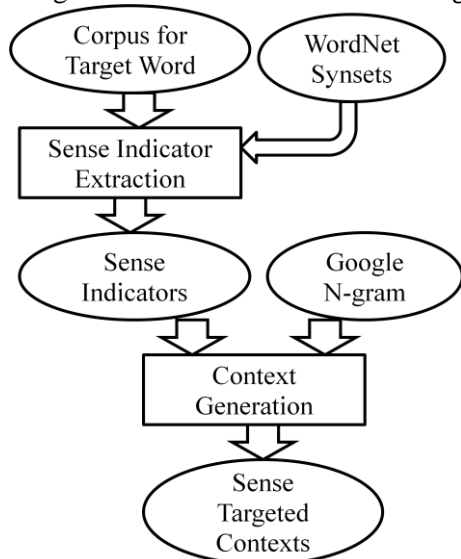 Corpus for
Target Word
WordNet
Synsets
Sense Indicator
Extraction
Sense
Indicators
Google
N-gram
Context
Generation
Sense
Targeted
Contexts